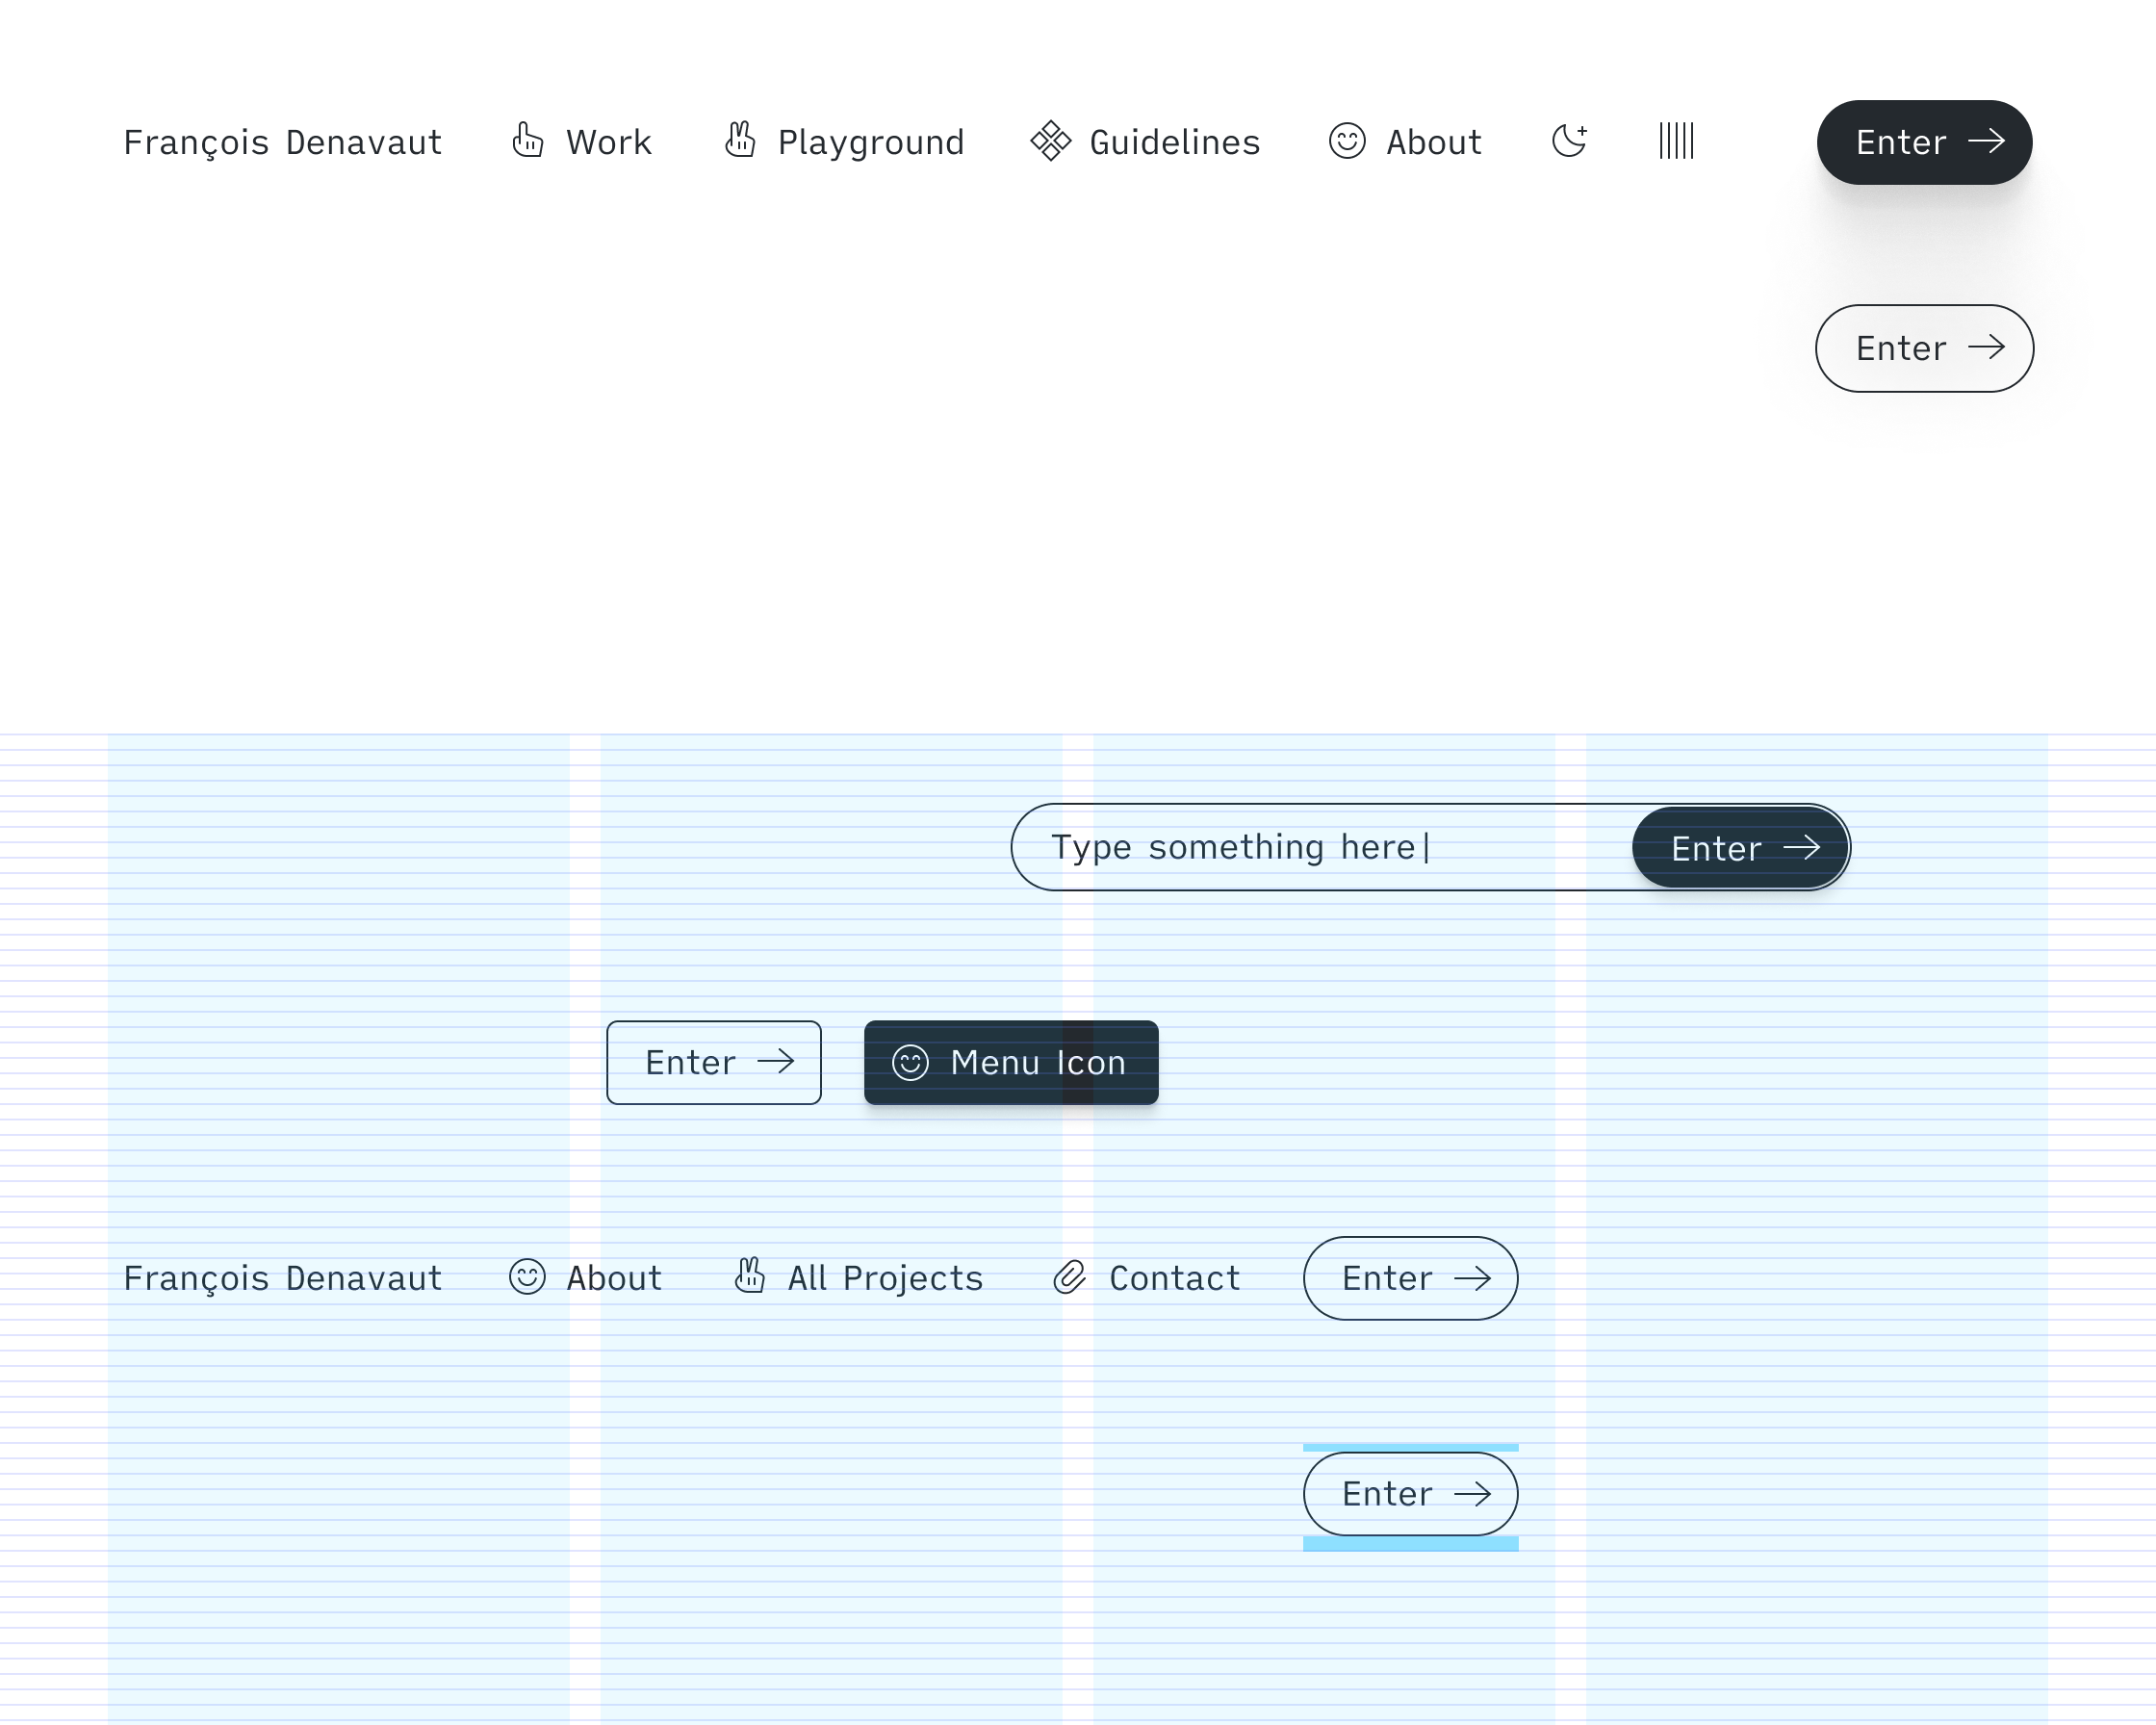 François Denavaut Work Playground Guidelines About Enter
Enter
Type something here Enter
Enter Menu Icon
François Denavaut About All Projects Contact Enter
Enter